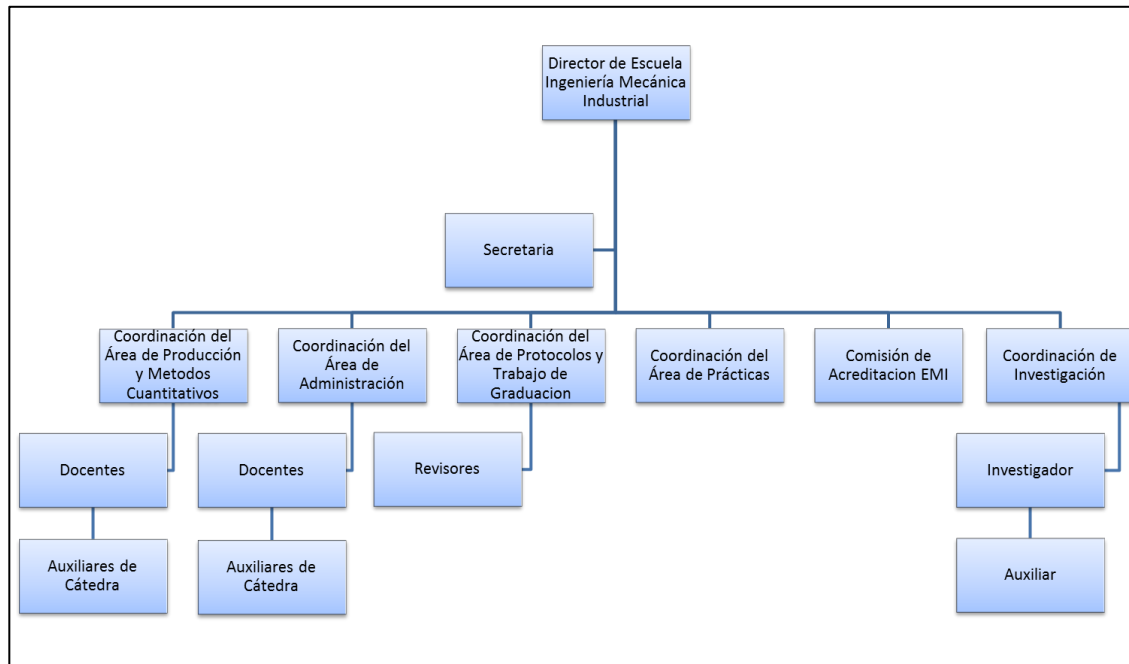 Director de Escuela
Ingeniería Mecánica
Industrial
Secretaria
Coordinación del
Área de Producción
y Metodos
Cuantitativos
Coordinación del
Área de
Administración
Coordinación del
Área de Protocolos y
Trabajo de
Graduacion
Coordinación del
Área de Prácticas
Comisión de
Acreditacion EMI
Coordinación de
Investigación
Docentes
Docentes
Revisores
Investigador
Auxiliares de
Cátedra
Auxiliares de
Cátedra
Auxiliar